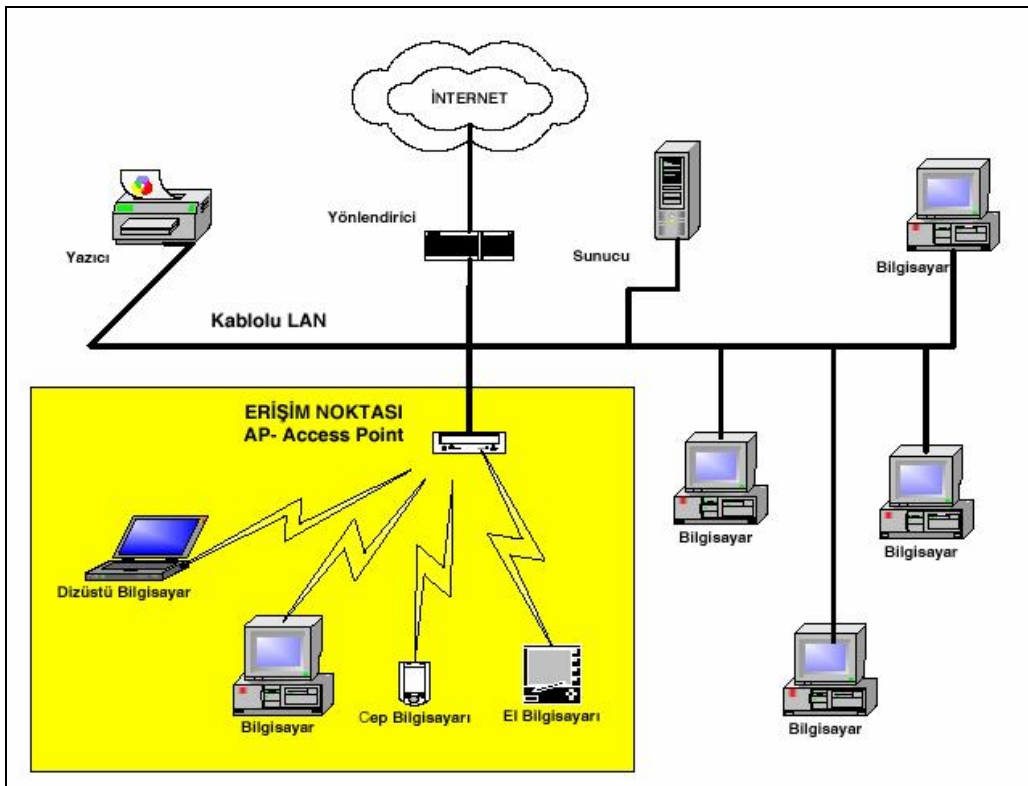 İNTERNET
Yönlendirici
Yazıcı
Sunucu
Bilgisayar
Kablolu LAN
ERİŞİM NOKTASI
AP- Access Point
Bilgisayar
Bilgisayar
Dizüstü Bilgisayar
Bilgisayar
Cep Bilgisayarı
El Bilgisayarı
Bilgisayar